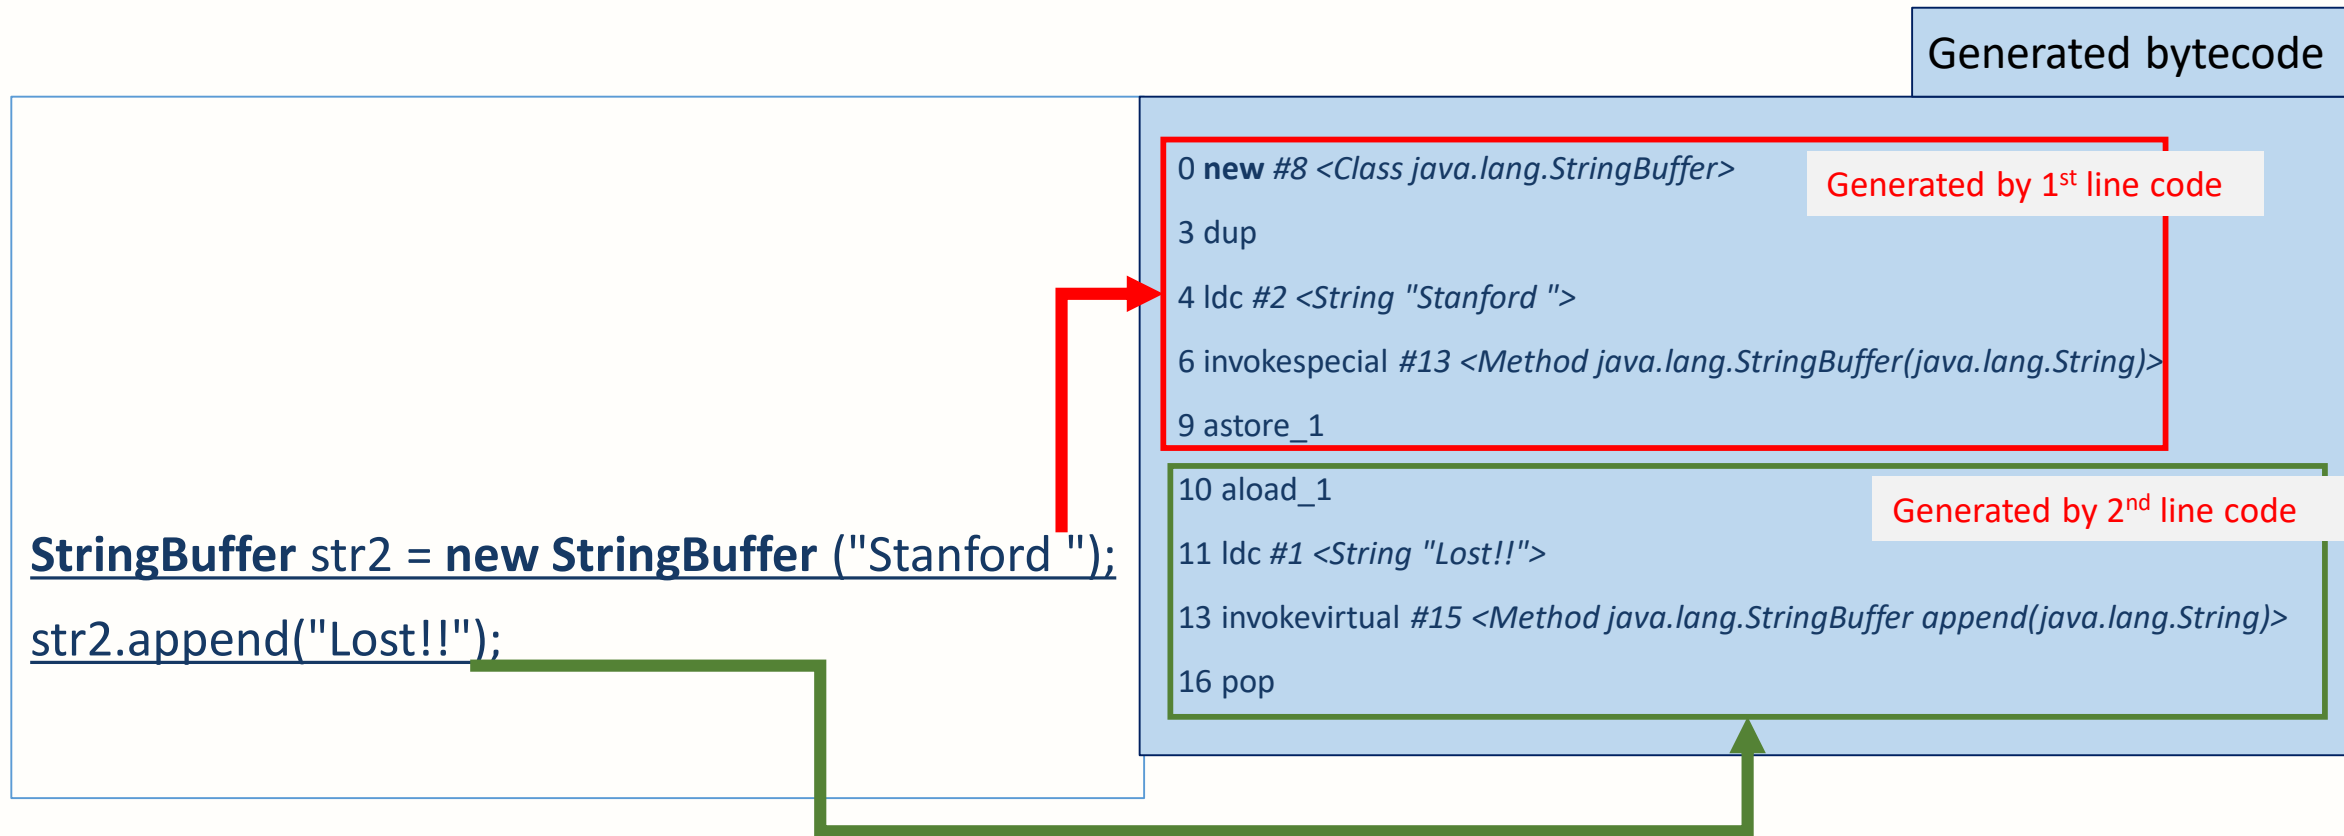 Generated bytecode
0 new #8 <Class java.lang.StringBuffer>
Generated by 1st line code
3 dup
4 ldc #2 <String "Stanford ">
6 invokespecial #13 <Method java.lang.StringBuffer(java.lang.String)>
9 astore_1
10 aload_1
Generated by 2nd line code
11 ldc #1 <String "Lost!!">
13 invokevirtual #15 <Method java.lang.StringBuffer append(java.lang.String)>
16 pop
StringBuffer str2 = new StringBuffer ("Stanford ");
str2.append("Lost!!");